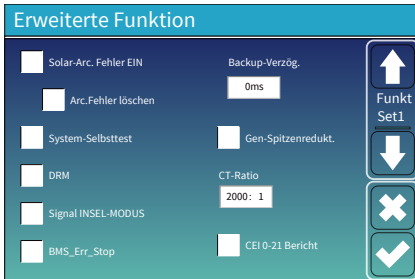 Erweiterte Funktion
Solar-Arc. Fehler EIN
Backup-Verzög.
0ms
Arc.Fehler löschen
Funkt
Set1
System-Selbsttest
Gen-Spitzenredukt.
DRM
CT-Ratio
2000: 1
Signal INSEL-MODUS
BMS_Err_Stop
CEI 0-21 Bericht